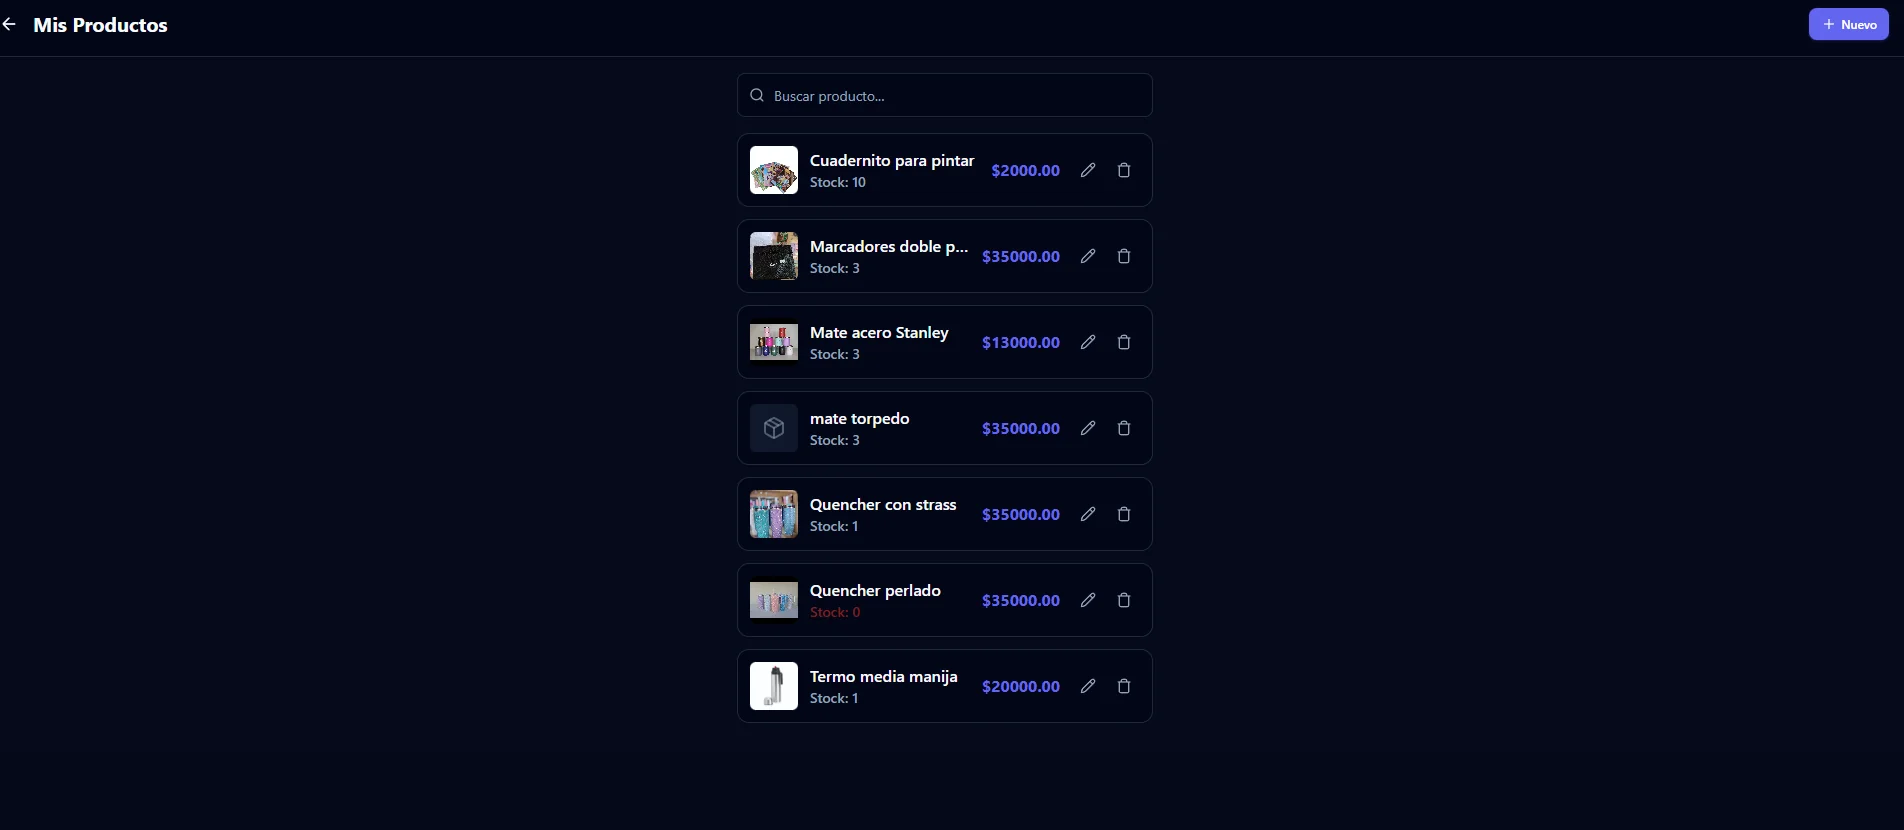 Mis Productos
Nuevo
Buscar producto...
Cuadernito para pintar
Stock: 10
$2000.00
Marcadores doble p...
Stock: 3
$35000.00
Mate acero Stanley
Stock: 3
$13000.00
mate torpedo
Stock: 3
$35000.00
Quencher con strass
Stock: 1
$35000.00
Quencher perlado
Stock: 0
$35000.00
Termo media manija
Stock: 1
$20000.00